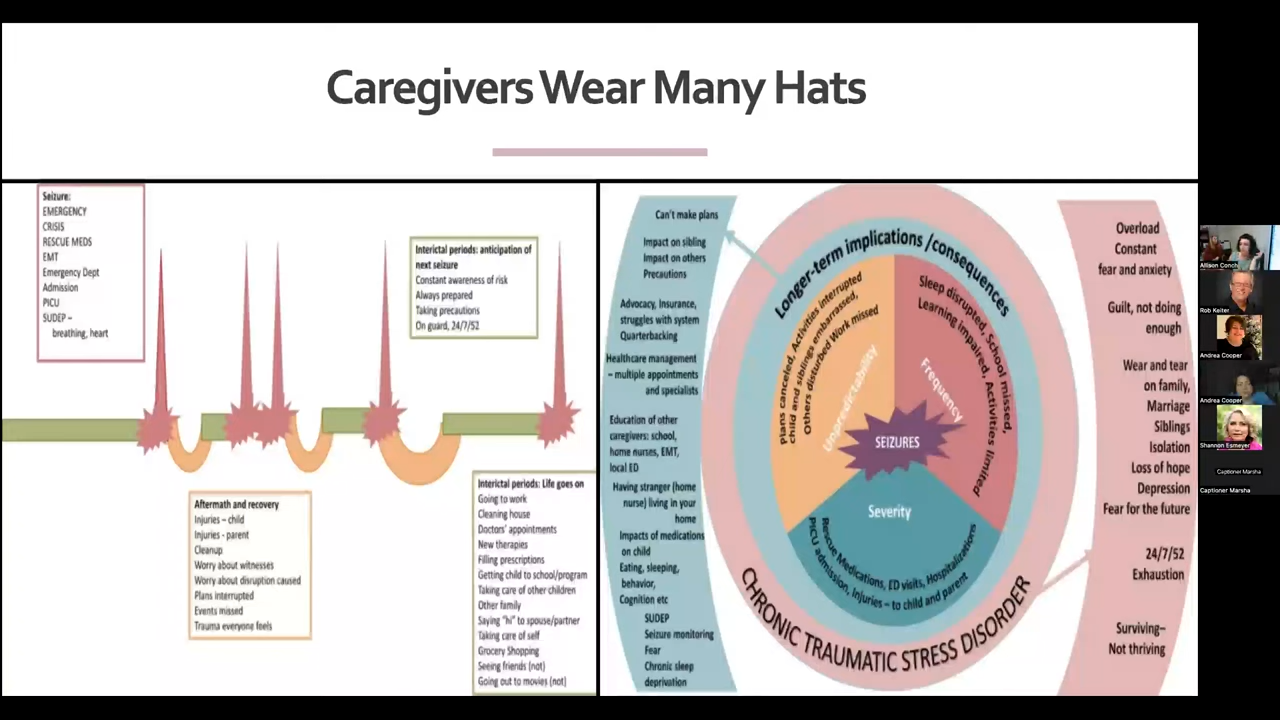 Caregivers Wear Many Hats
Seizure:
EMERGENCY
CRISIS
RESCUE MEDS
EMT
Emergency Dept
Admission
PICU
SUDEP –
breathing, heart
Interictal periods: anticipation of
next seizure
Constant awareness of risk
Always prepared
Taking precautions
On guard, 24/7/52
Aftermath and recovery
Injuries – child
Injuries - parent
Cleanup
Worry about witnesses
Worry about disruption caused
Plans interrupted
Events missed
Trauma everyone feels
Interictal periods: Life goes on
Going to work
Cleaning house
Doctors' appointments
New therapies
Filling prescriptions
Getting child to school/program
Taking care of other children
Other family
Saying "hi" to spouse/partner
Taking care of self
Grocery Shopping
Seeing friends (not)
Going out to movies (not)
Can't make plans
Impact on sibling
Impact on others
Precautions
Advocacy, Insurance,
struggles with system
Quarterbacking
Healthcare management
– multiple appointments
and specialists
Education of other
caregivers: school,
home nurses, EMT,
local ED
Having stranger (home
nurse) living in your
home
Impacts of medications
on child
Eating, sleeping,
behavior,
Cognition etc
SUDEP
Seizure monitoring
Fear
Chronic sleep
deprivation
Longer-term implications /consequences
Plans canceled, Activities interrupted
child and siblings embarrassed,
Others disturbed Work missed
Unpredictability
Sleep disrupted, School missed,
Learning impaired, Activities limited
Frequency
SEIZURES
Severity
Rescue Medications, ED visits, Hospitalizations
PICU admission, Injuries – to child and parent
CHRONIC TRAUMATIC STRESS DISORDER
Overload
Constant
fear and anxiety
Guilt, not doing
enough
Wear and tear
on family,
Marriage
Siblings
Isolation
Loss of hope
Depression
Fear for the future
24/7/52
Exhaustion
Surviving–
Not thriving
Allison Conch
Rob Keiter
Andrea Cooper
Andrea Cooper
Shannon Esmeyer
Captioner Marsha
Captioner Marsha